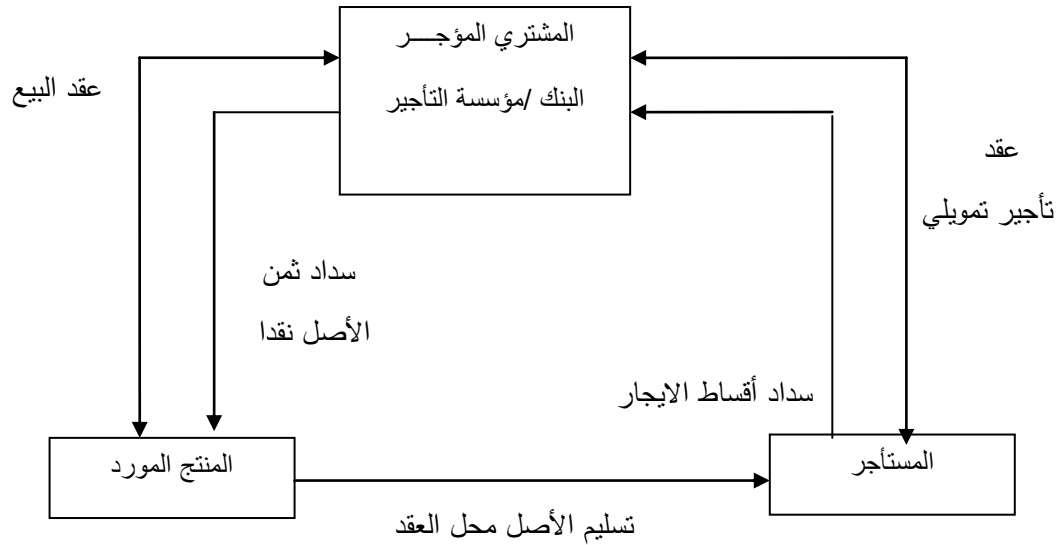 المشتري المؤجـــر
البنك /مؤسسة التأجير
عقد البيع
عقد
تأجير تمويلي
سداد ثمن
الأصل نقدا
سداد أقساط الايجار
المنتج المورد
المستأجر
تسليم الأصل محل العقد